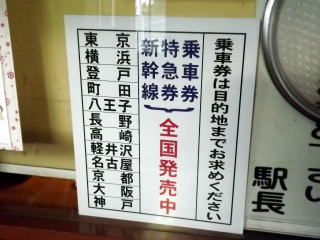 乗車券は目的地までお求めください
乗車券
特急券
新幹線
全国発売中
東京
横浜
登戸
町田
八王子
長野
高崎
軽井沢
名古屋
京都
大阪
神戸
駅長